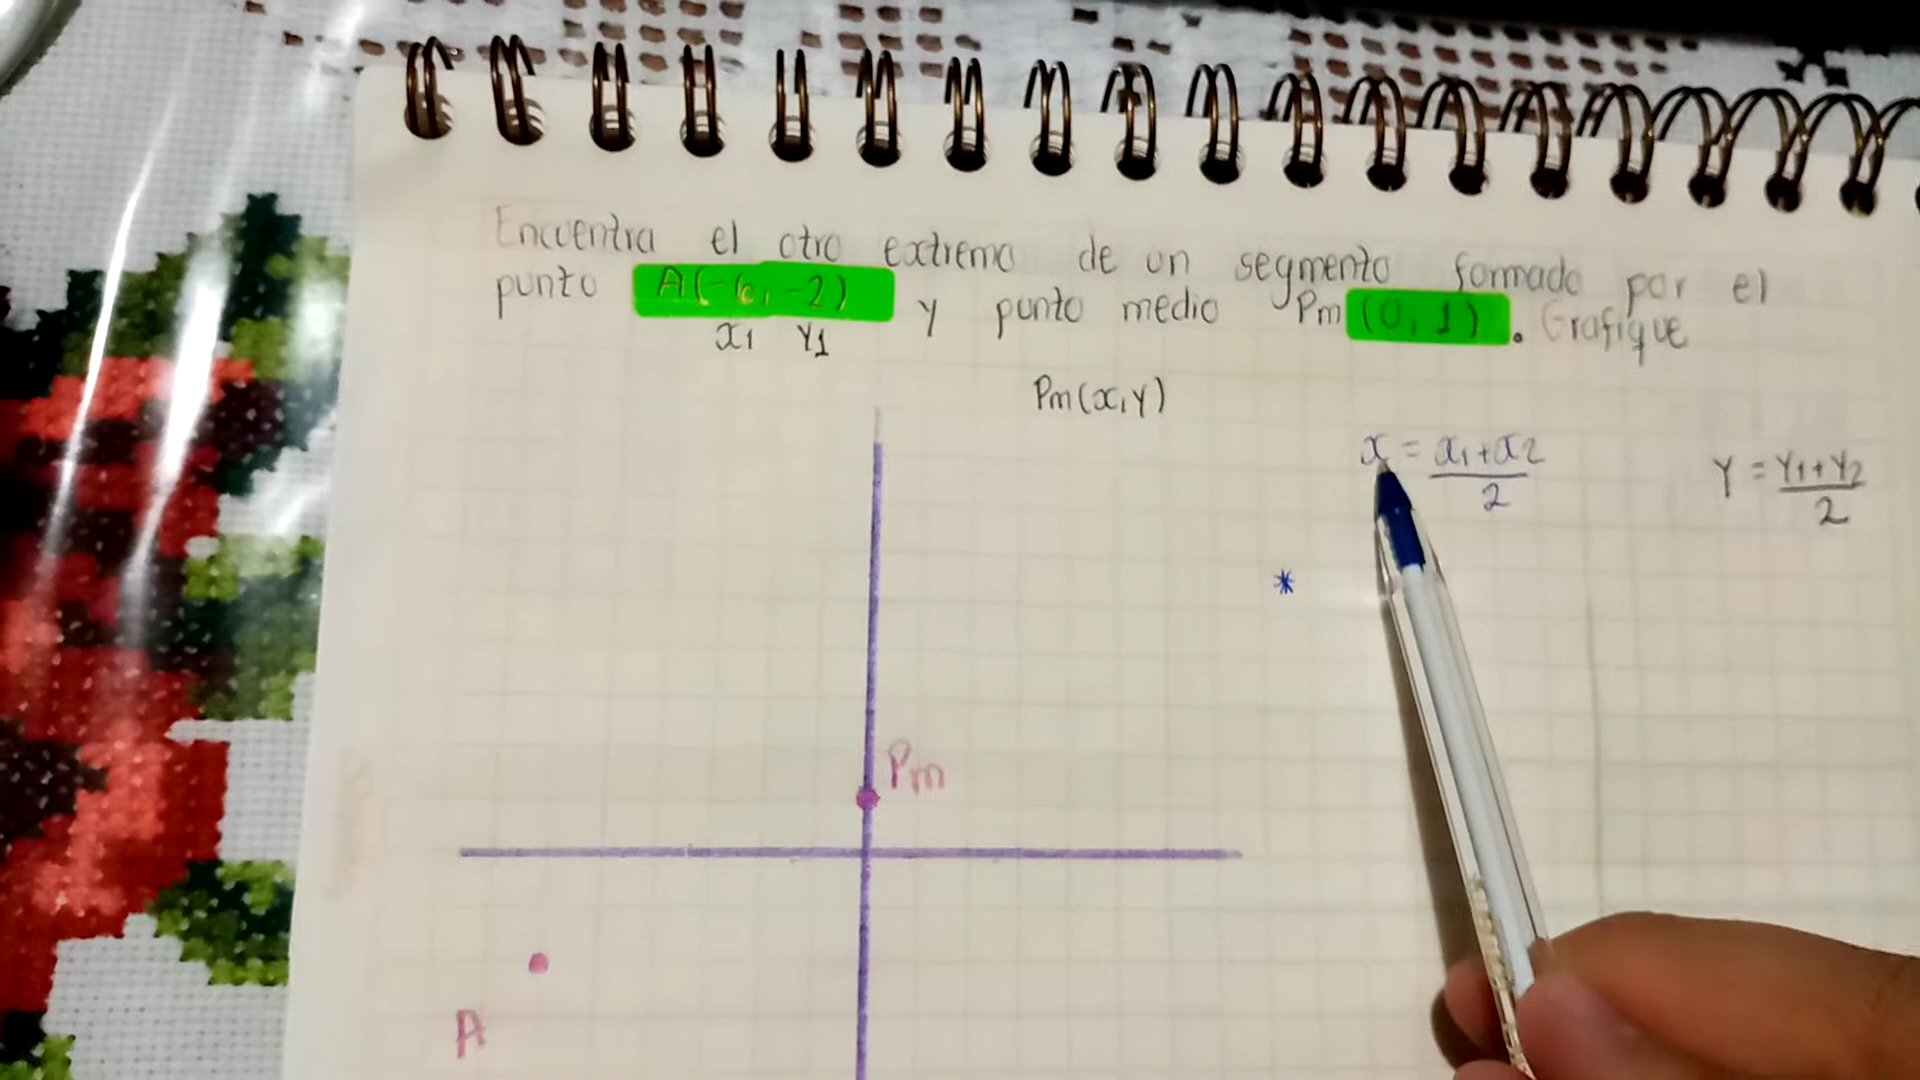 Encuentra el otro extremo de un segmento formado por el
punto A(-6, -2) y punto medio Pm (0, 1). Grafique
x1 Y1
Pm(x,y)
x = x1+x2 / 2
Y = Y1+Y2 / 2
*
Pm
A